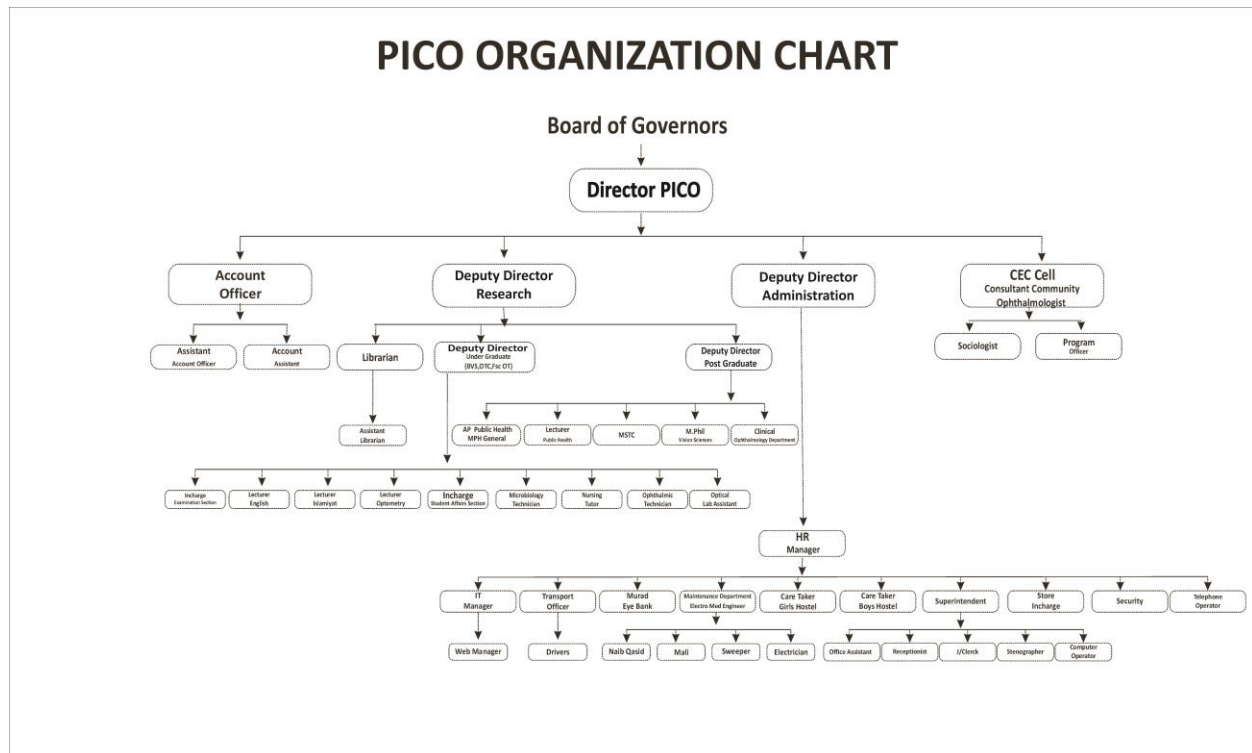 PICO ORGANIZATION CHART
Board of Governors
Director PICO
Account
Officer
Deputy Director
Research
Deputy Director
Administration
CEC Cell
Consultant Community
Ophthalmologist
Assistant
Account Officer
Account
Assistant
Librarian
Deputy Director
Under Graduate
(BVS,OTC,Fsc OT)
Deputy Director
Post Graduate
Sociologist
Program
Officer
Assistant
Librarian
AP Public Health
MPH General
Lecturer
Public Health
MSTC
M.Phil
Vision Sciences
Clinical
Ophthalmology Department
Incharge
Examination Section
Lecturer
English
Lecturer
Islamiyat
Lecturer
Optometry
Incharge
Student Affairs Section
Microbiology
Technician
Nursing
Tutor
Ophthalmic
Technician
Optical
Lab Assistant
HR
Manager
IT
Manager
Transport
Officer
Murad
Eye Bank
Maintenance Department
Electro Med Engineer
Care Taker
Girls Hostel
Care Taker
Boys Hostel
Superintendent
Store
Incharge
Security
Telephone
Operator
Web Manager
Drivers
Naib Qasid
Mali
Sweeper
Electrician
Office Assistant
Receptionist
J/Clerck
Stenographer
Computer
Operator